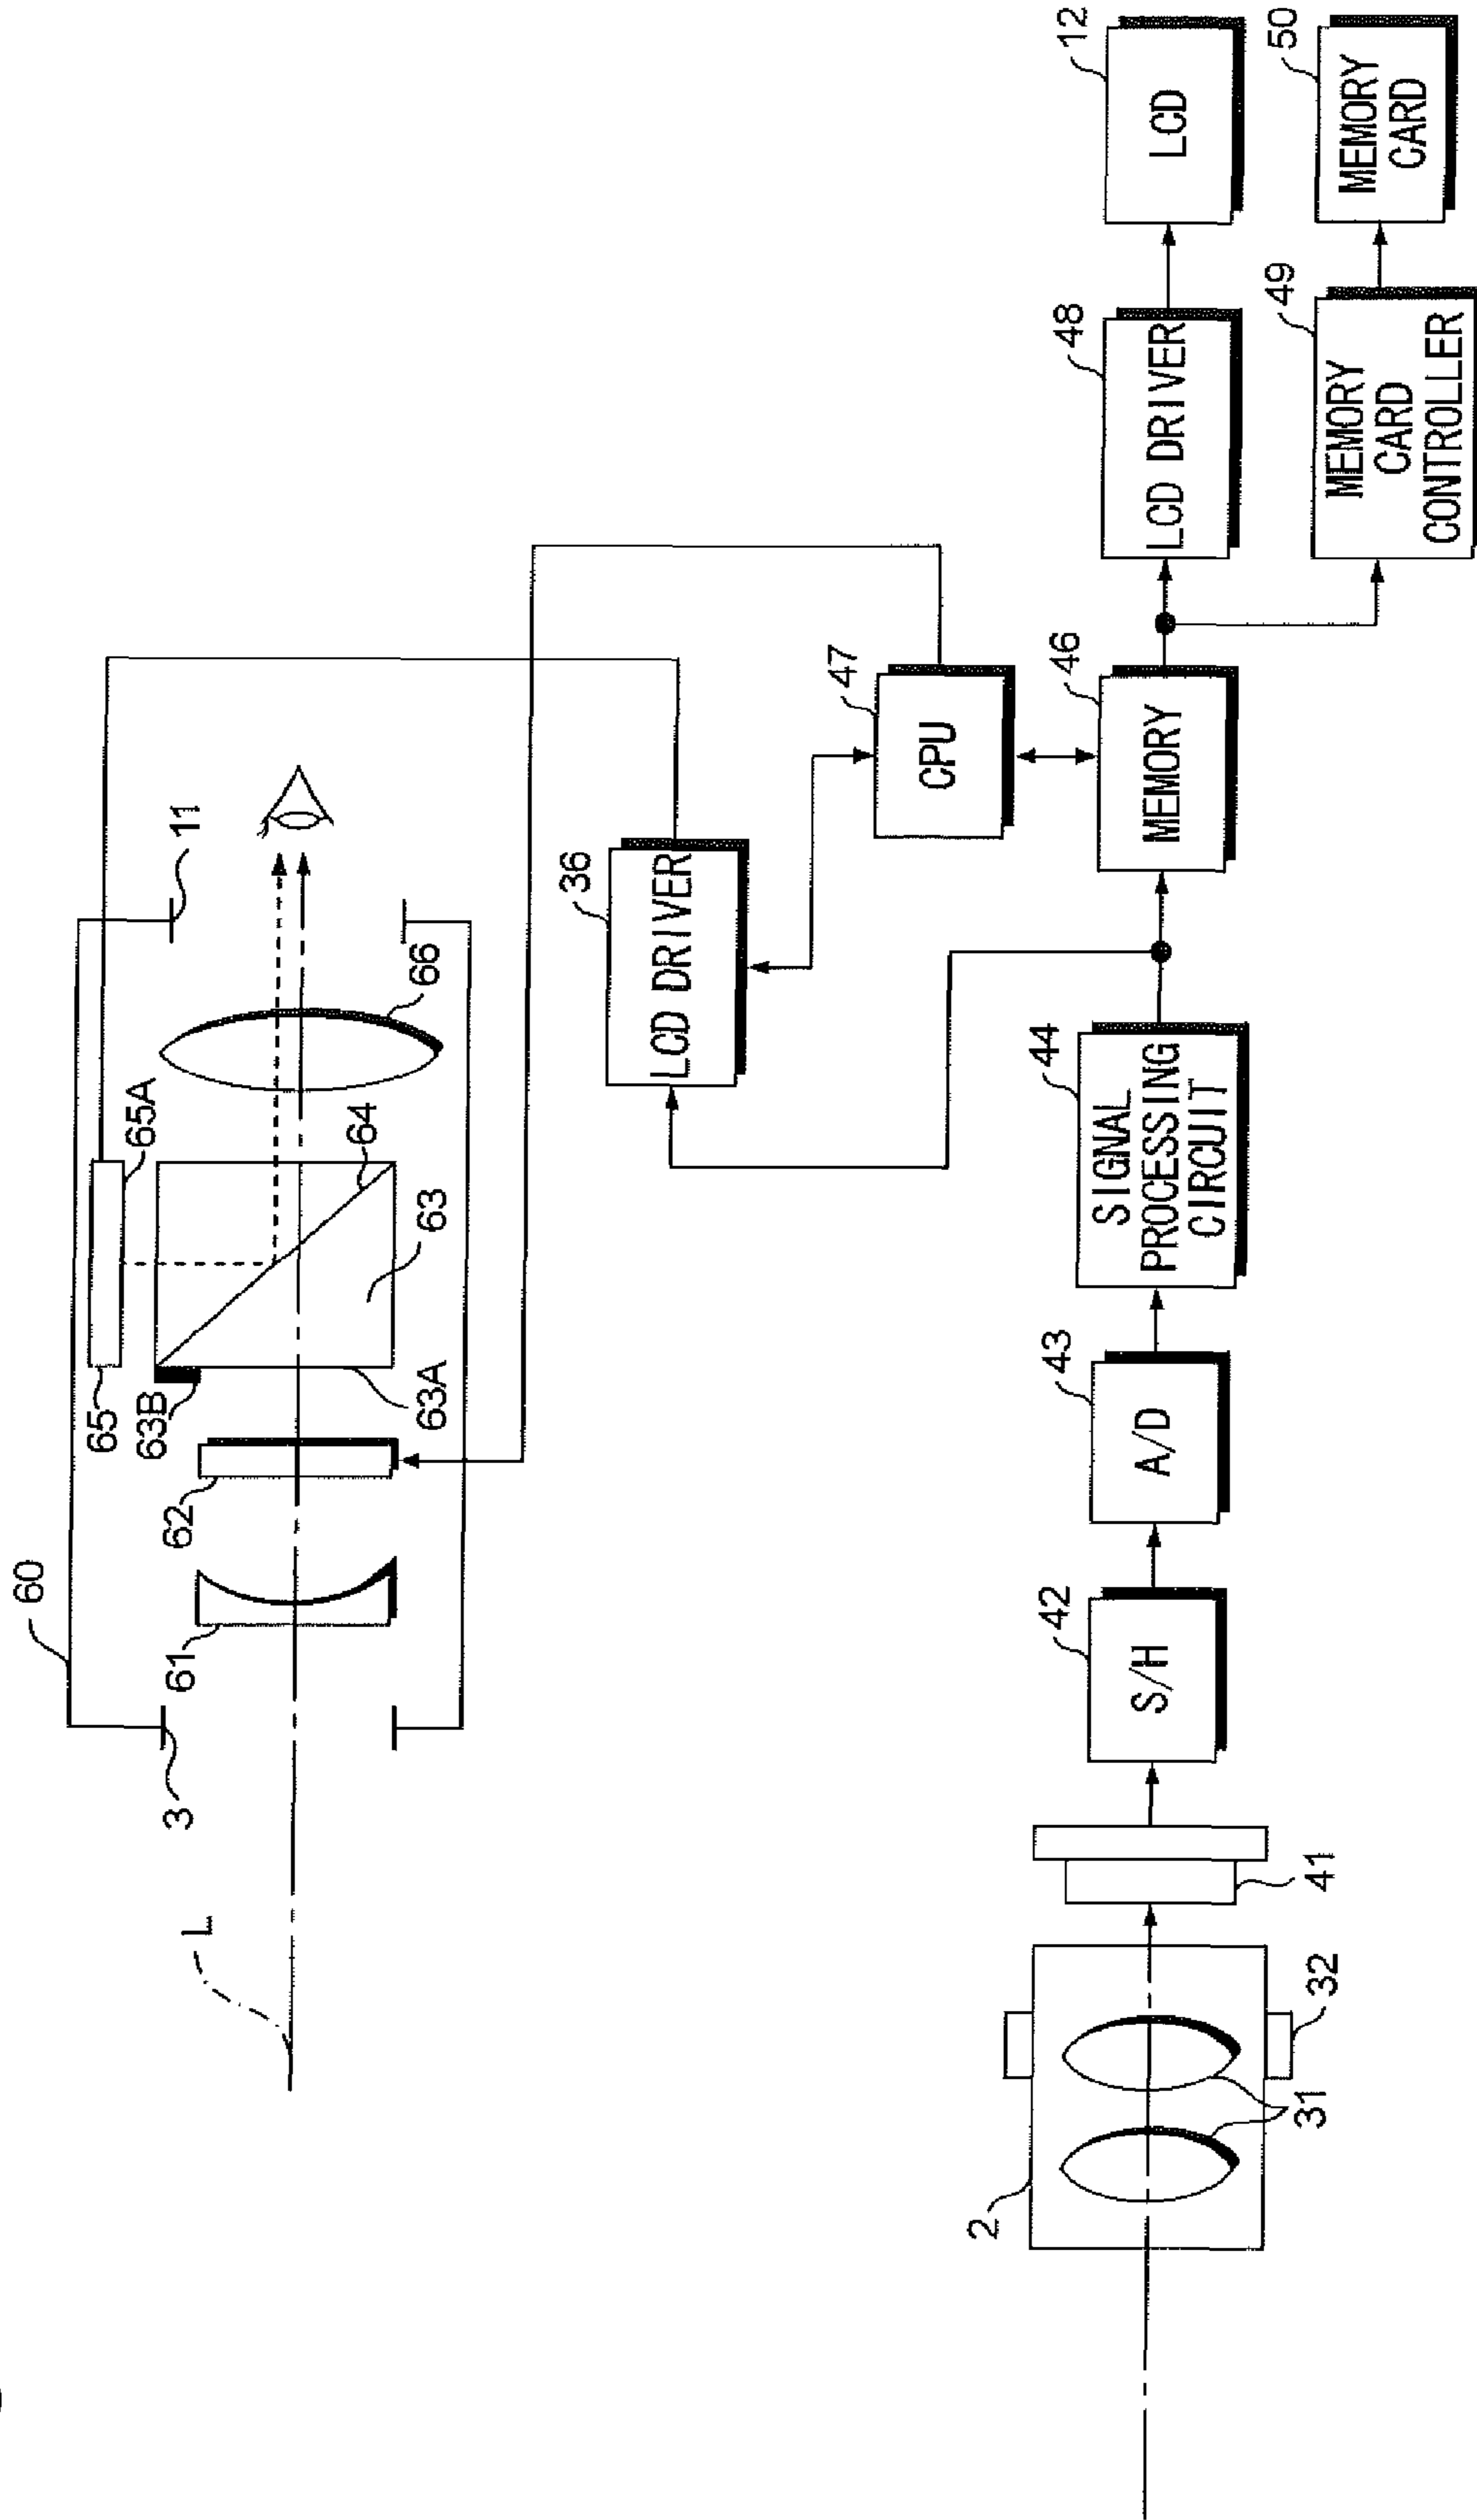 60
3
L
61
62
63B
65
65A
63A
63
64
66
11
36
LCD DRIVER
47
CPU
2
31
32
41
42
S/H
43
A/D
44
SIGNAL
PROCESSING
CIRCUIT
46
MEMORY
48
LCD DRIVER
12
LCD
49
MEMORY
CARD
CONTROLLER
50
MEMORY
CARD